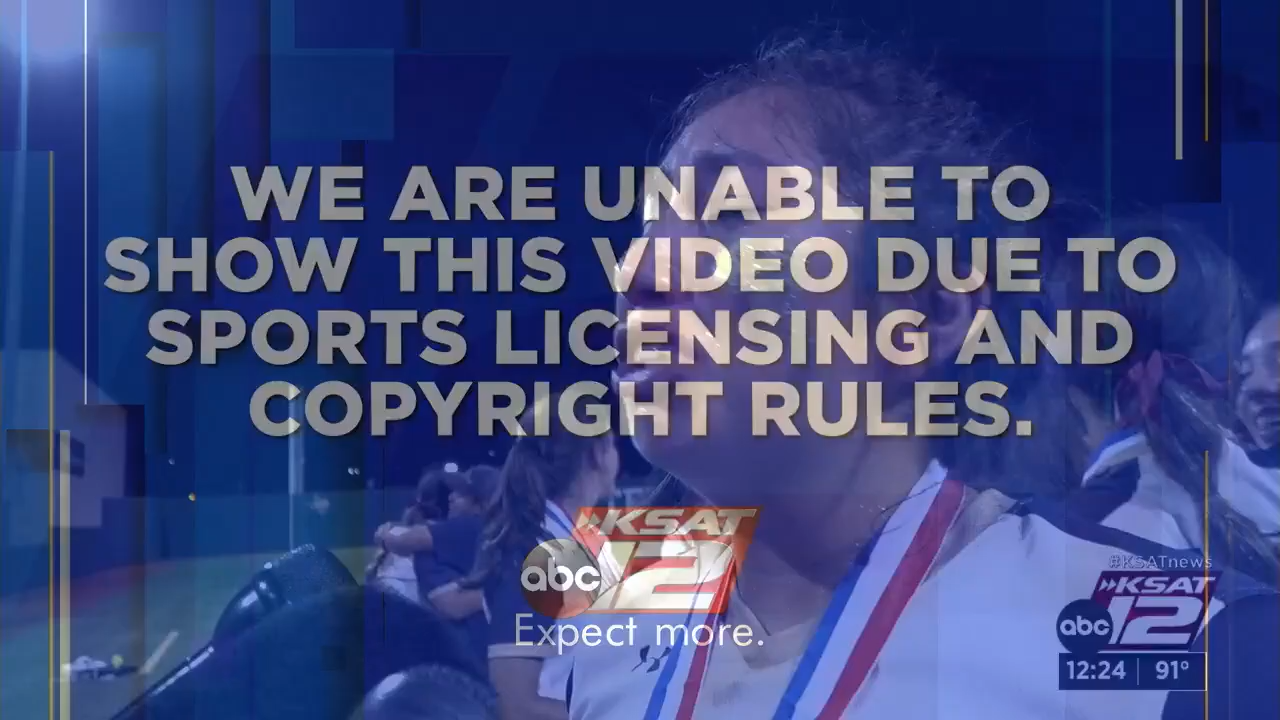 WE ARE UNABLE TO
SHOW THIS VIDEO DUE TO
SPORTS LICENSING AND
COPYRIGHT RULES.
KSAT
abc 12
Expect more.
#KSATnews
KSAT
abc 12
12:24 91°